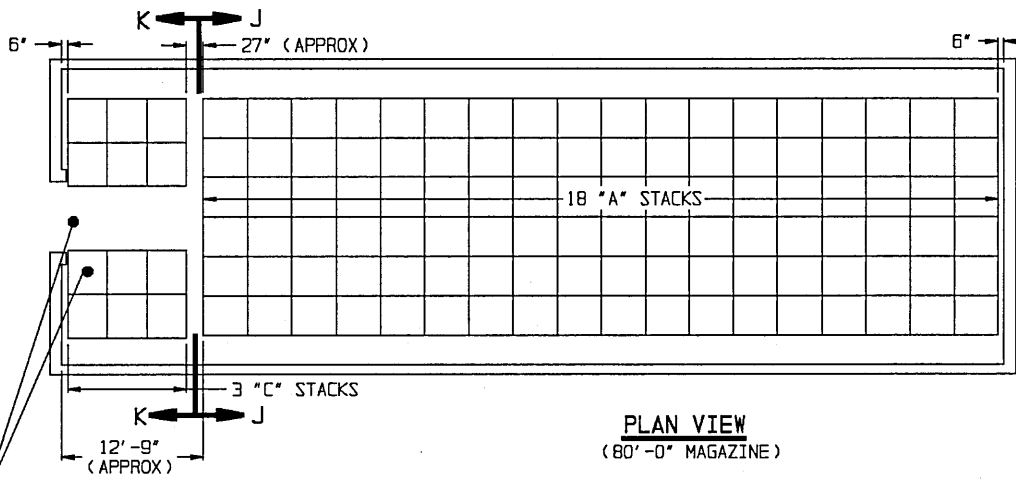 K J
6" 27" (APPROX) 6"
18 "A" STACKS
3 "C" STACKS
K J
12'-9"
(APPROX)
PLAN VIEW
(80'-0" MAGAZINE)